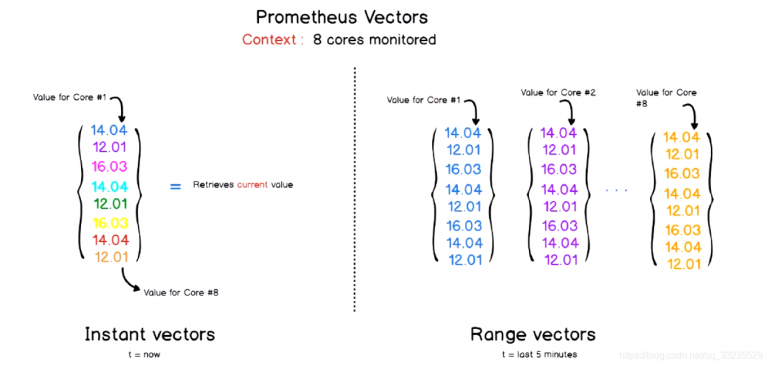 Prometheus Vectors
Context : 8 cores monitored
Value for Core #1
14.04
12.01
16.03
14.04
12.01
16.03
14.04
12.01
= Retrieves current value
Value for Core #8
Instant vectors
t = now
Value for Core #1
14.04
12.01
16.03
14.04
12.01
16.03
14.04
12.01
Value for Core #2
14.04
12.01
16.03
14.04
12.01
16.03
14.04
12.01
. . .
Value for Core
#8
14.04
12.01
16.03
14.04
12.01
16.03
14.04
12.01
Range vectors
t = last 5 minutes